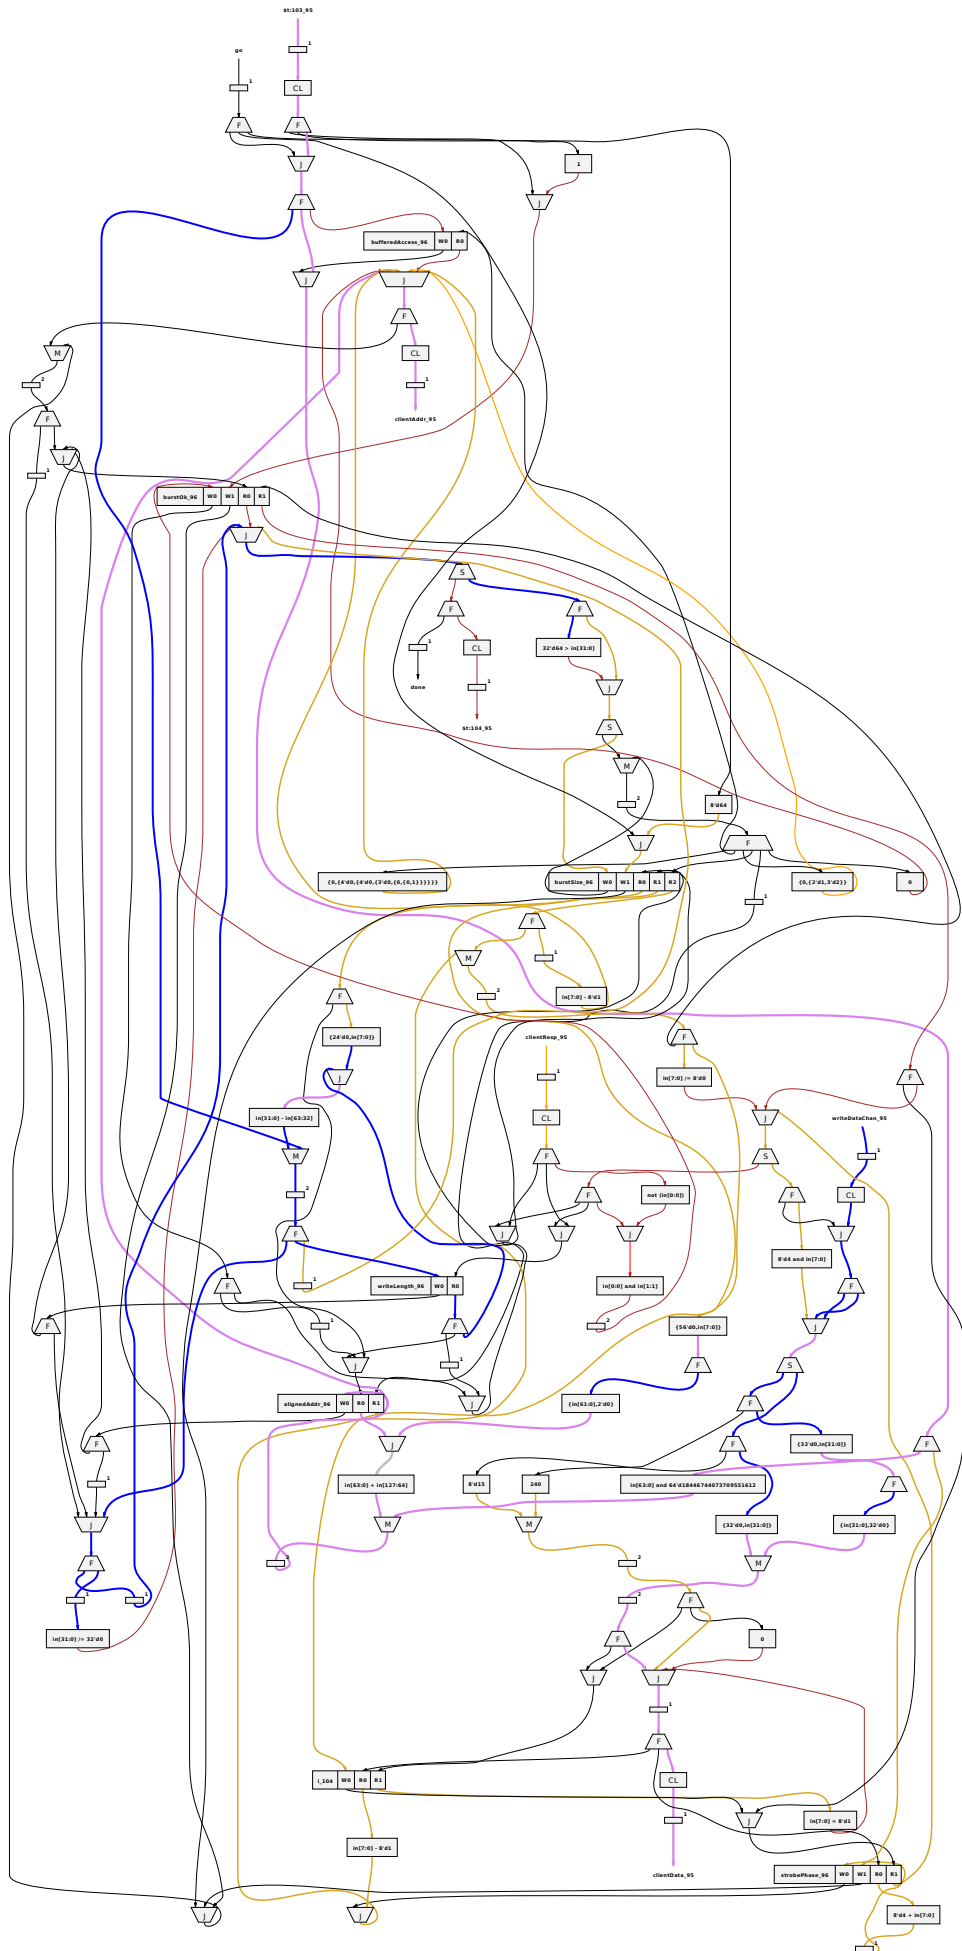 $t:103_95
1
go
1
CL
F
F
J
1
F
J
bufferedAccess_96 W0 R0
J
J
F
M
CL
2
1
F
clientAddr_95
J
1
burstOk_96 W0 W1 R0 R1
J
S
F
F
1
CL
32'd64 > in[31:0]
done
1
J
$t:104_95
S
M
2
8'd64
J
F
{0,{4'd0,{4'd0,{3'd0,{0,{0,1}}}}}}
burstSize_96 W0 W1 R0 R1 R2
{0,{2'd1,3'd2}}
0
1
F
M
1
2
in[7:0] - 8'd1
F
{24'd0,in[7:0]}
clientResp_95
F
J
1
in[7:0] /= 8'd0
F
in[31:0] - in[63:32]
CL
J
writeDataChan_95
M
F
S
1
2
F
not (in[0:0])
F
CL
F
J
J
J
J
1
8'd4 and in[7:0]
F
writeLength_96 W0 R0
in[0:0] and in[1:1]
F
F
1
F
2
{56'd0,in[7:0]}
J
J
1
F
S
alignedAddr_96 W0 R0 R1
J
{in[61:0],2'd0}
F
F
J
F
{32'd0,in[31:0]}
F
1
in[63:0] + in[127:64]
8'd15
240
in[63:0] and 64'd18446744073709551612
F
J
M
M
{32'd0,in[31:0]}
{in[31:0],32'd0}
F
2
2
M
1
1
2
F
in[31:0] /= 32'd0
F
0
J
J
1
F
i_104 W0 R0 R1
CL
1
J
in[7:0] = 8'd1
in[7:0] - 8'd1
clientData_95
strobePhase_96 W0 W1 R0 R1
J
J
8'd4 + in[7:0]
1